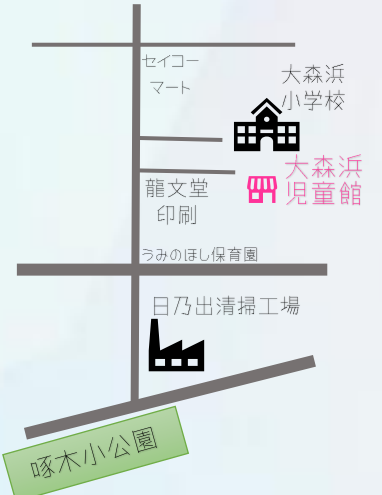 セイコー
マート
大森浜
小学校
大森浜
児童館
龍文堂
印刷
うみのほし保育園
日乃出清掃工場
啄木小公園